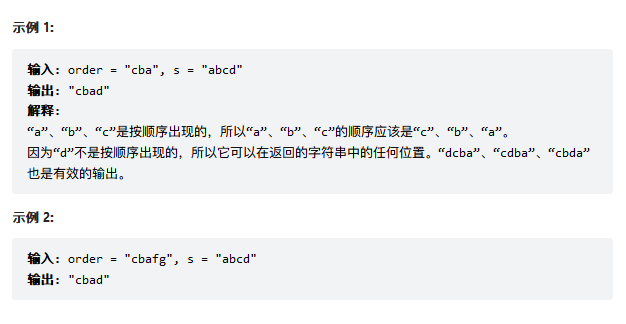 示例 1:
输入: order = "cba", s = "abcd"
输出: "cbad"
解释:
“a”、“b”、“c”是按顺序出现的，所以“a”、“b”、“c”的顺序应该是“c”、“b”、“a”。
因为“d”不是按顺序出现的，所以它可以在返回的字符串中的任何位置。“dcba”、“cdba”、“cbda”
也是有效的输出。
示例 2:
输入: order = "cbafg", s = "abcd"
输出: "cbad"